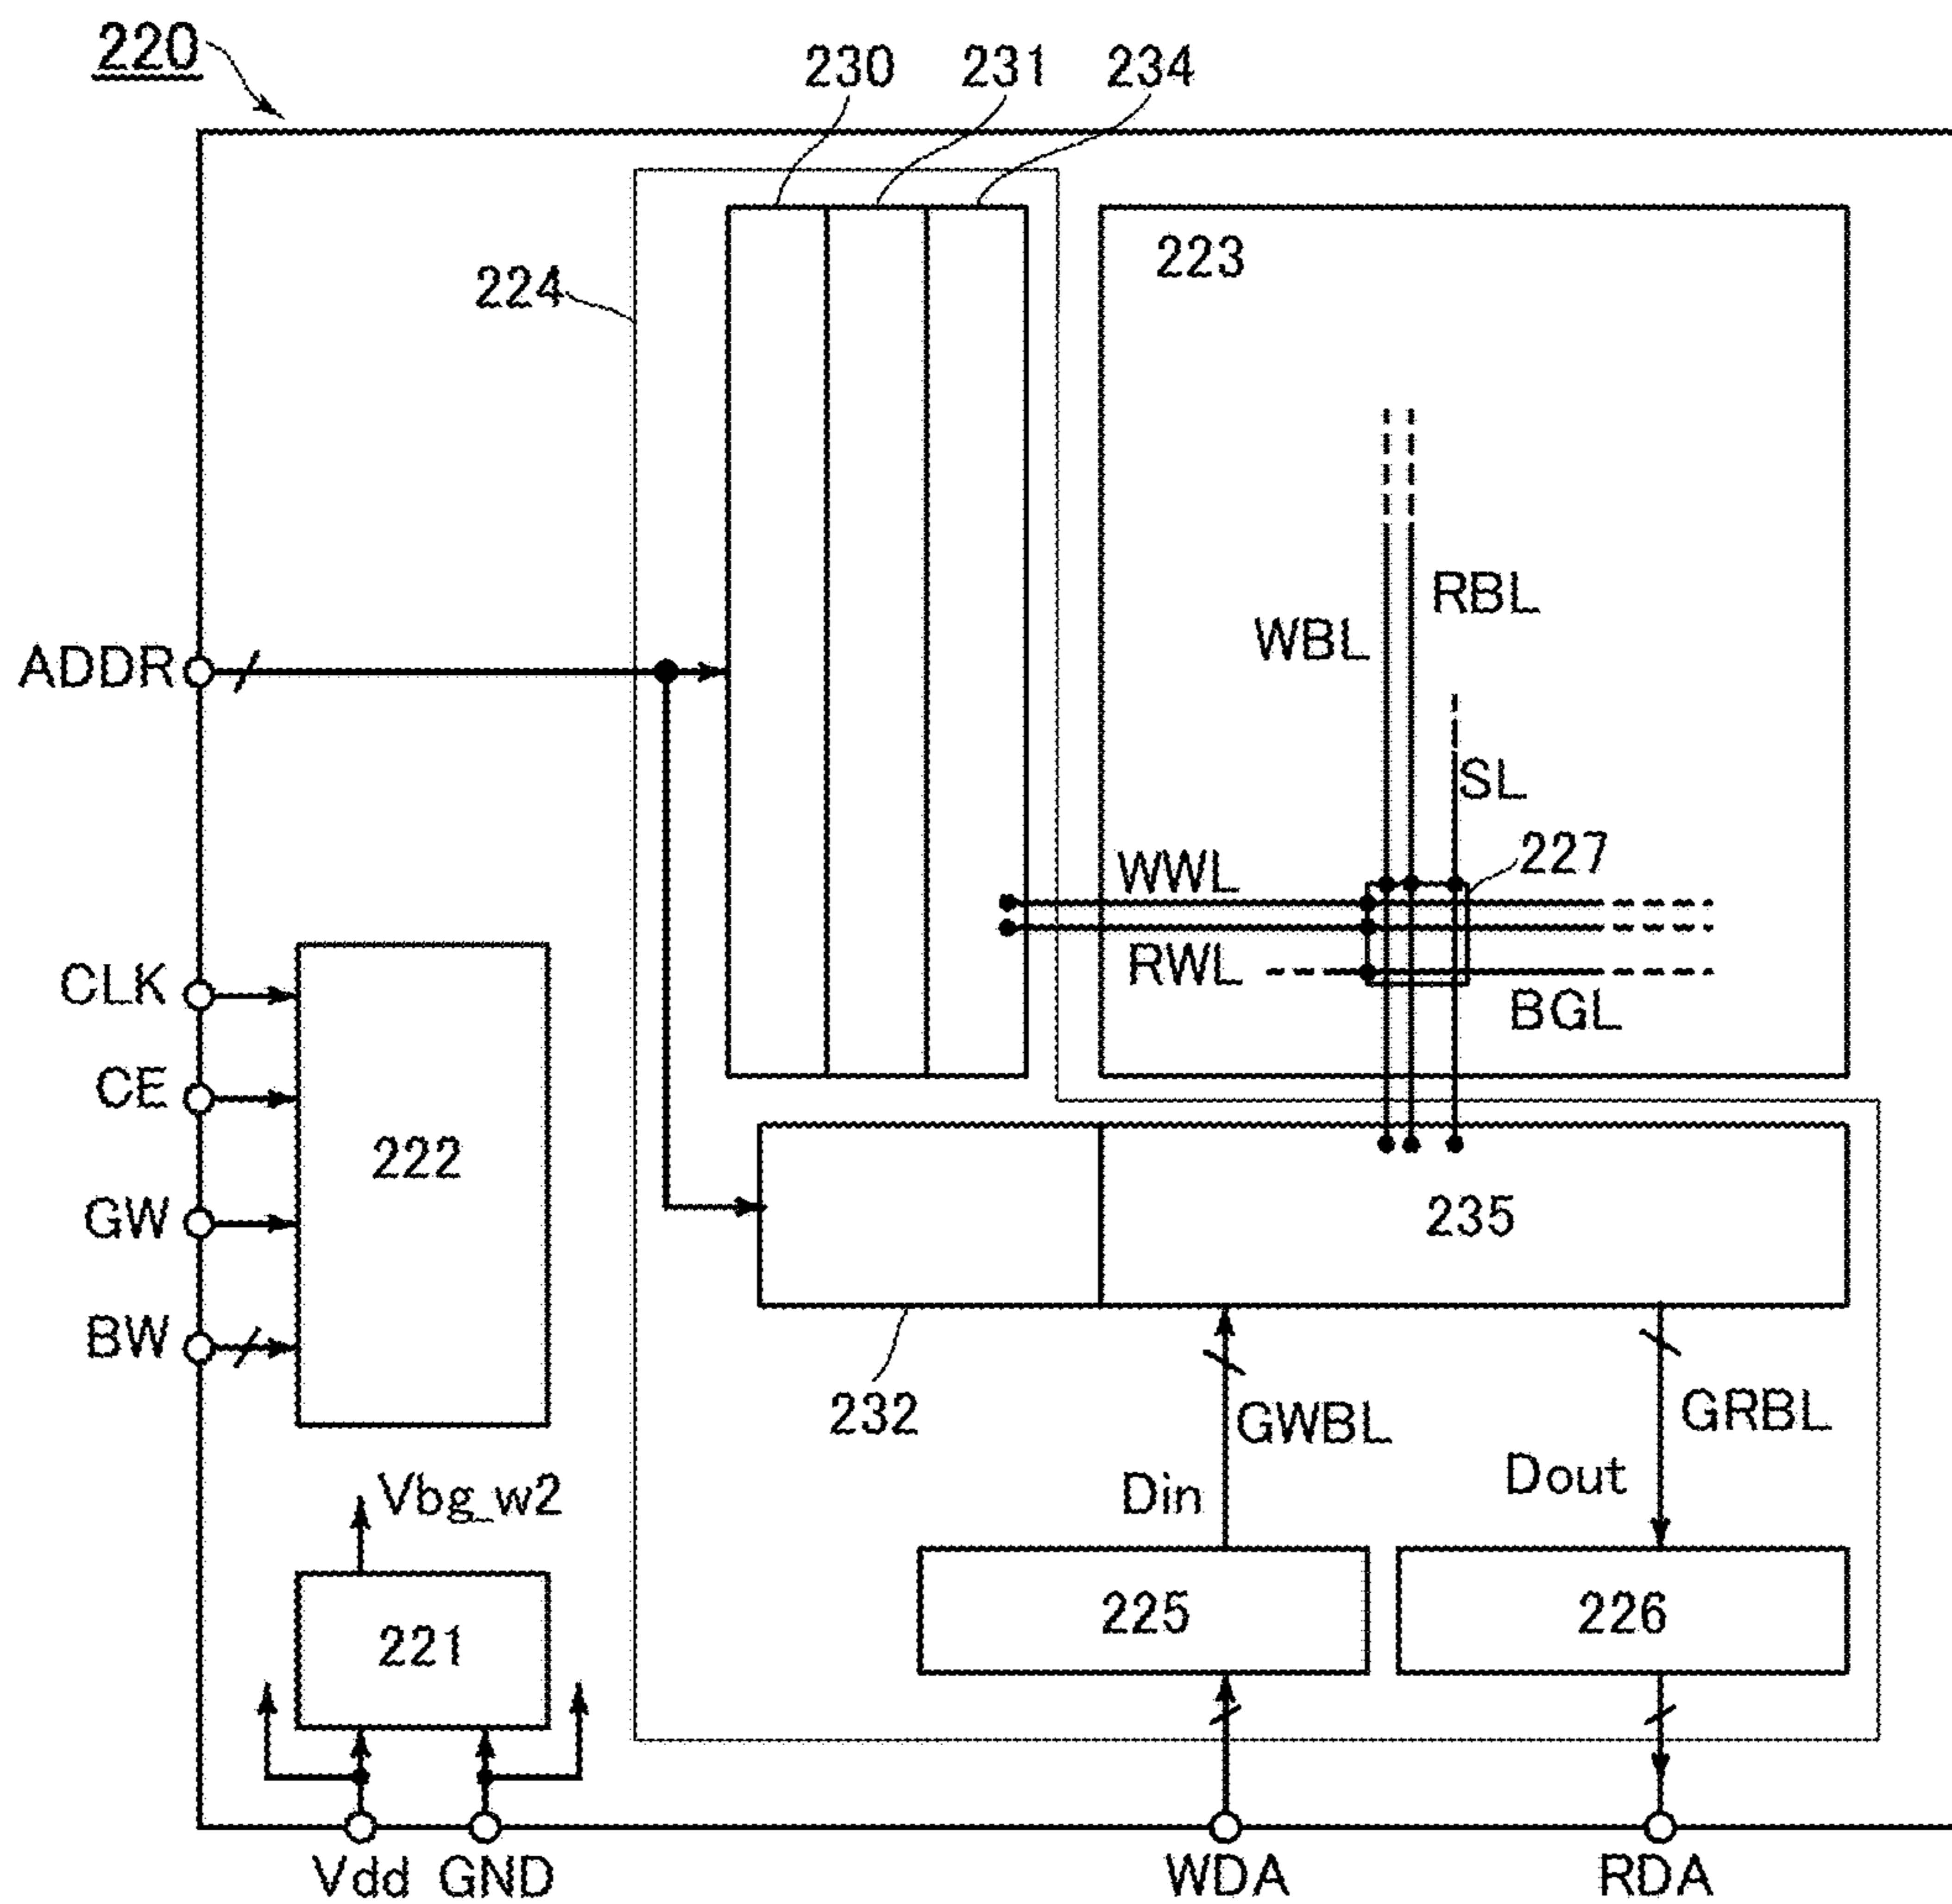 220
230 231 234
223
224
RBL
WBL
ADDR
SL
227
WWL
RWL
CLK
BGL
CE
222
GW
235
BW
232
GWBL
GRBL
Vbg_w2
Din
Dout
221
225
226
Vdd GND
WDA
RDA